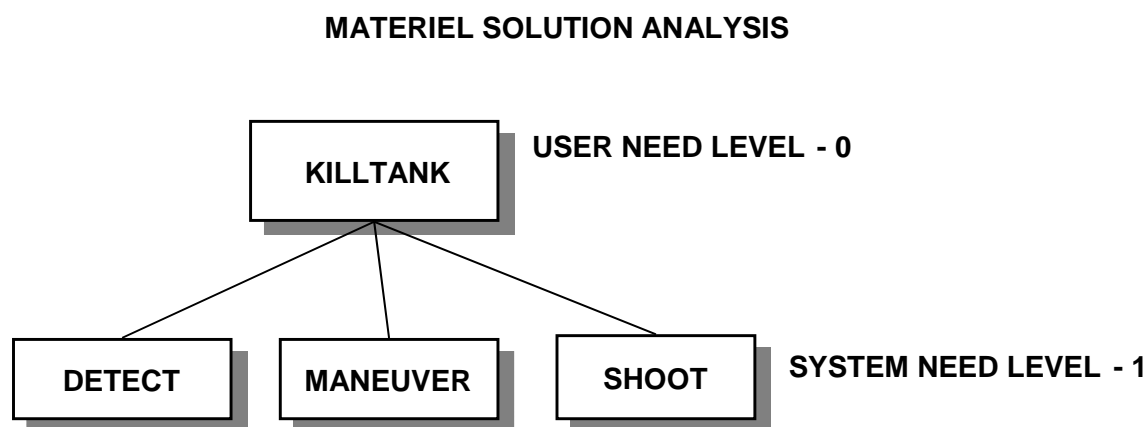 MATERIEL SOLUTION ANALYSIS
KILLTANK
USER NEED LEVEL - 0
DETECT
MANEUVER
SHOOT
SYSTEM NEED LEVEL - 1